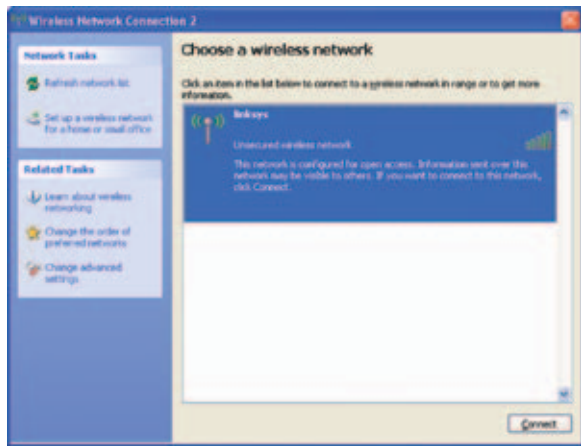 Wireless Network Connection 2
Network Tasks
Refresh network list
Set up a wireless network
for a home or small office
Related Tasks
Learn about wireless
networking
Change the order of
preferred networks
Change advanced
settings
Choose a wireless network
Click an item in the list below to connect to a wireless network in range or to get more
information.
linksys
Unsecured wireless network
This network is configured for open access. Information sent over this
network may be visible to others. If you want to connect to this network,
click Connect.
Connect